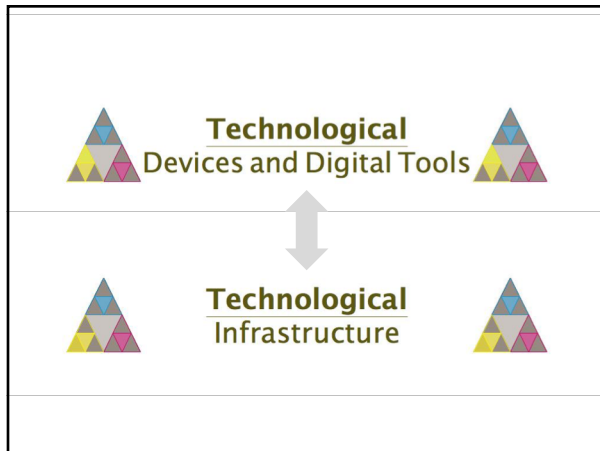 Technological
Devices and Digital Tools
Technological
Infrastructure